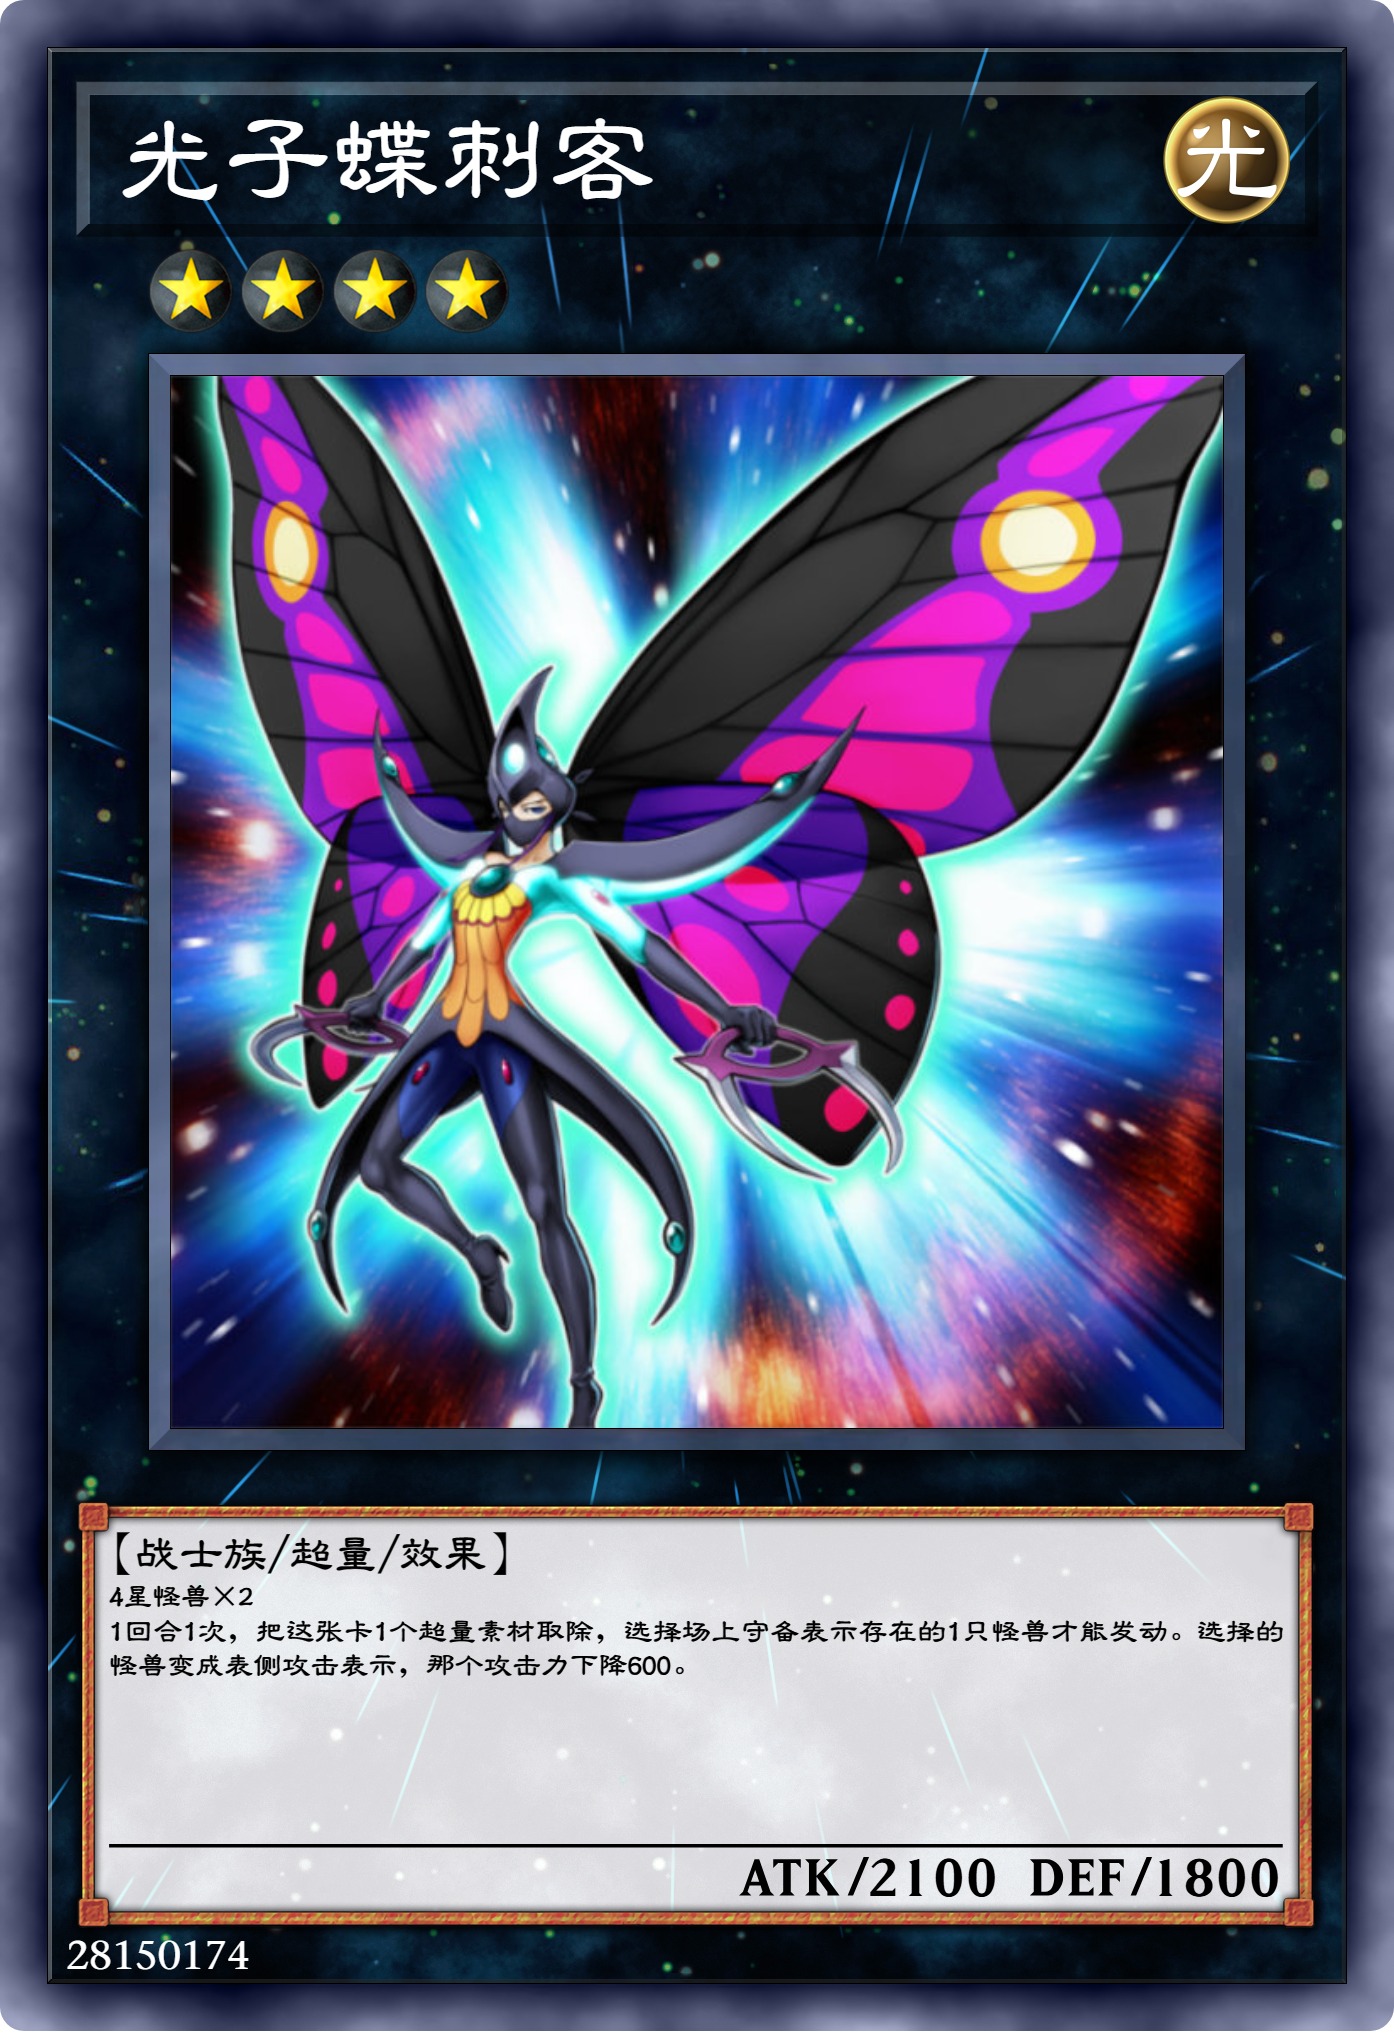 光子蝶刺客
光
【战士族/超量/效果】
4星怪兽×2
1回合1次，把这张卡1个超量素材取除，选择场上守备表示存在的1只怪兽才能发动。选择的
怪兽变成表侧攻击表示，那个攻击力下降600。
ATK/2100 DEF/1800
28150174